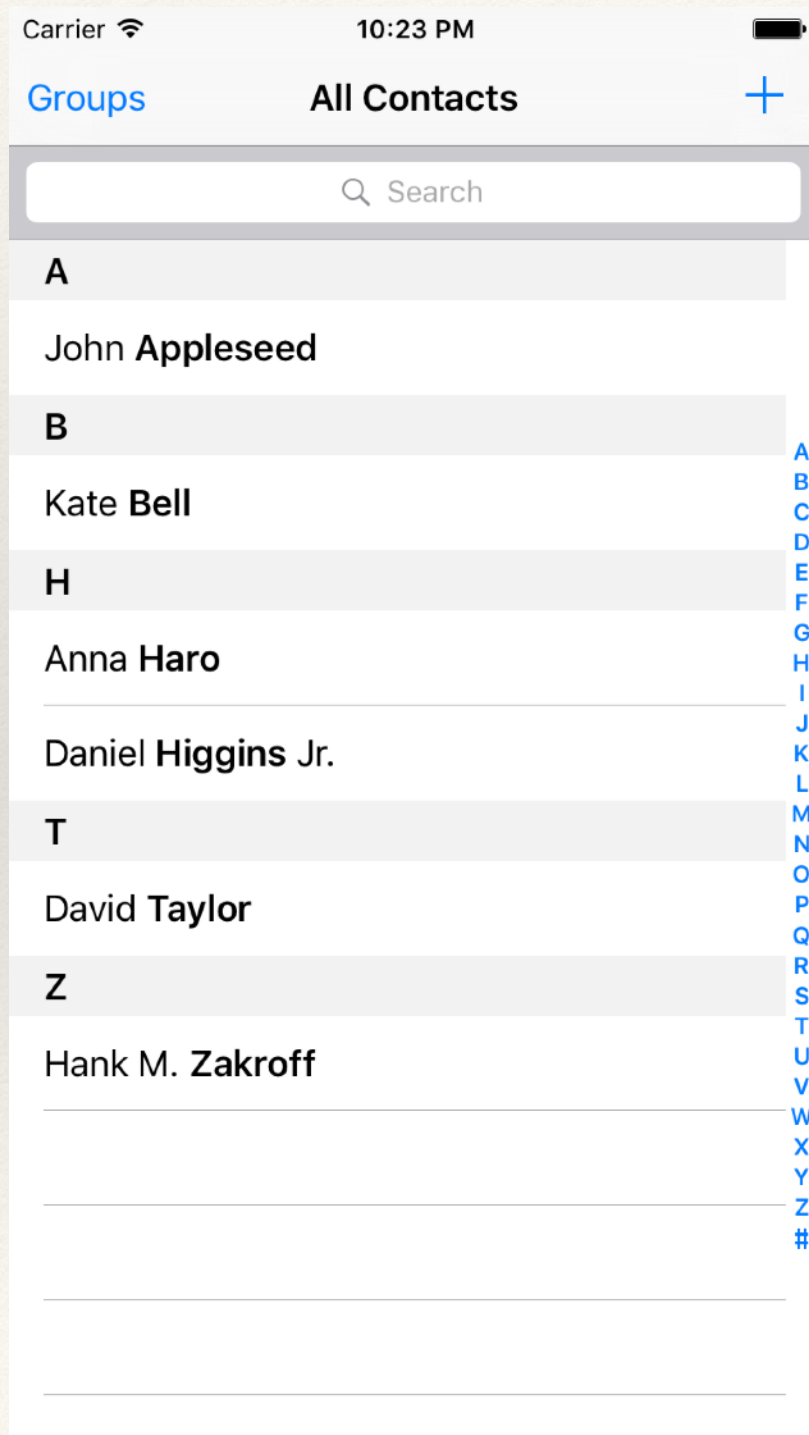 Carrier 10:23 PM
Groups All Contacts +
Search
A
John Appleseed
B
Kate Bell
H
Anna Haro
Daniel Higgins Jr.
T
David Taylor
Z
Hank M. Zakroff
A
B
C
D
E
F
G
H
I
J
K
L
M
N
O
P
Q
R
S
T
U
V
W
X
Y
Z
#